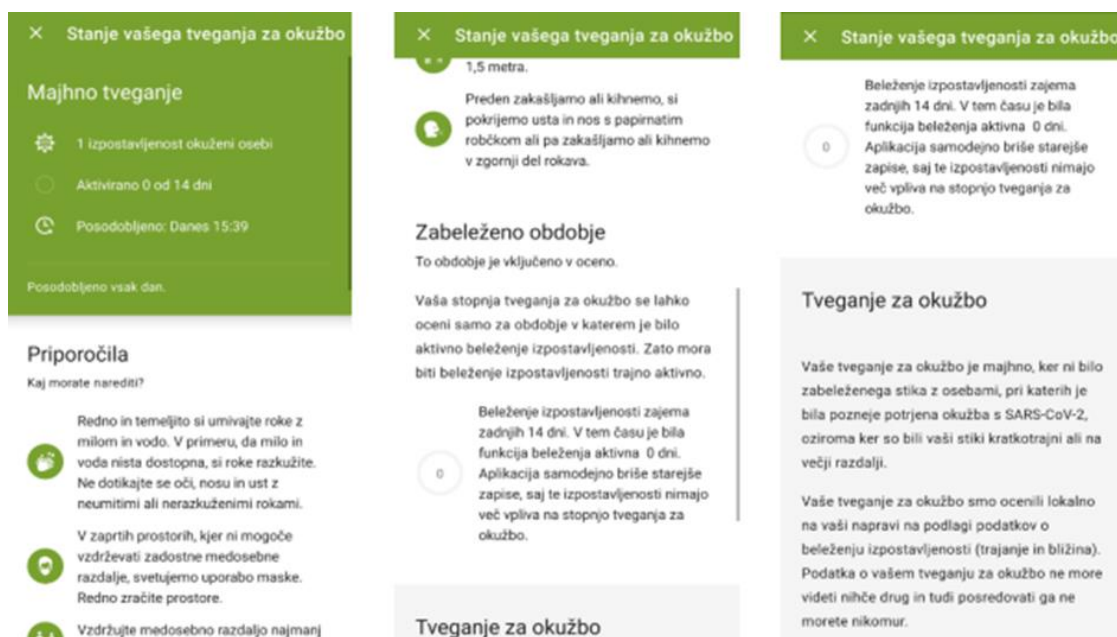 × Stanje vašega tveganja za okužbo
Majhno tveganje
1 izpostavljenost okuženi osebi
Aktivirano 0 od 14 dni
Posodobljeno: Danes 15:39
Posodobljeno vsak dan.
Priporočila
Kaj morate narediti?
Redno in temeljito si umivajte roke z
milom in vodo. V primeru, da milo in
voda nista dostopna, si roke razkužite.
Ne dotikajte se oči, nosu in ust z
neumitimi ali nerazkuženimi rokami.
V zaprtih prostorih, kjer ni mogoče
vzdrževati zadostne medosebne
razdalje, svetujemo uporabo maske.
Redno zračite prostore.
Vzdržujte medosebno razdaljo najmanj
× Stanje vašega tveganja za okužbo
1,5 metra.
Preden zakašljamo ali kihnemo, si
pokrijemo usta in nos s papirnatim
robčkom ali pa zakašljamo ali kihnemo
v zgornji del rokava.
Zabeleženo obdobje
To obdobje je vključeno v oceno.
Vaša stopnja tveganja za okužbo se lahko
oceni samo za obdobje v katerem je bilo
aktivno beleženje izpostavljenosti. Zato mora
biti beleženje izpostavljenosti trajno aktivno.
Beleženje izpostavljenosti zajema
zadnjih 14 dni. V tem času je bila
funkcija beleženja aktivna 0 dni.
0 Aplikacija samodejno briše starejše
zapise, saj te izpostavljenosti nimajo
več vpliva na stopnjo tveganja za
okužbo.
Tveganje za okužbo
× Stanje vašega tveganja za okužbo
Beleženje izpostavljenosti zajema
zadnjih 14 dni. V tem času je bila
funkcija beleženja aktivna 0 dni.
0 Aplikacija samodejno briše starejše
zapise, saj te izpostavljenosti nimajo
več vpliva na stopnjo tveganja za
okužbo.
Tveganje za okužbo
Vaše tveganje za okužbo je majhno, ker ni bilo
zabeleženega stika z osebami, pri katerih je
bila pozneje potrjena okužba s SARS-CoV-2,
oziroma ker so bili vaši stiki kratkotrajni ali na
večji razdalji.
Vaše tveganje za okužbo smo ocenili lokalno
na vaši napravi na podlagi podatkov o
beleženju izpostavljenosti (trajanje in bližina).
Podatka o vašem tveganju za okužbo ne more
videti nihče drug in tudi posredovati ga ne
morete nikomur.